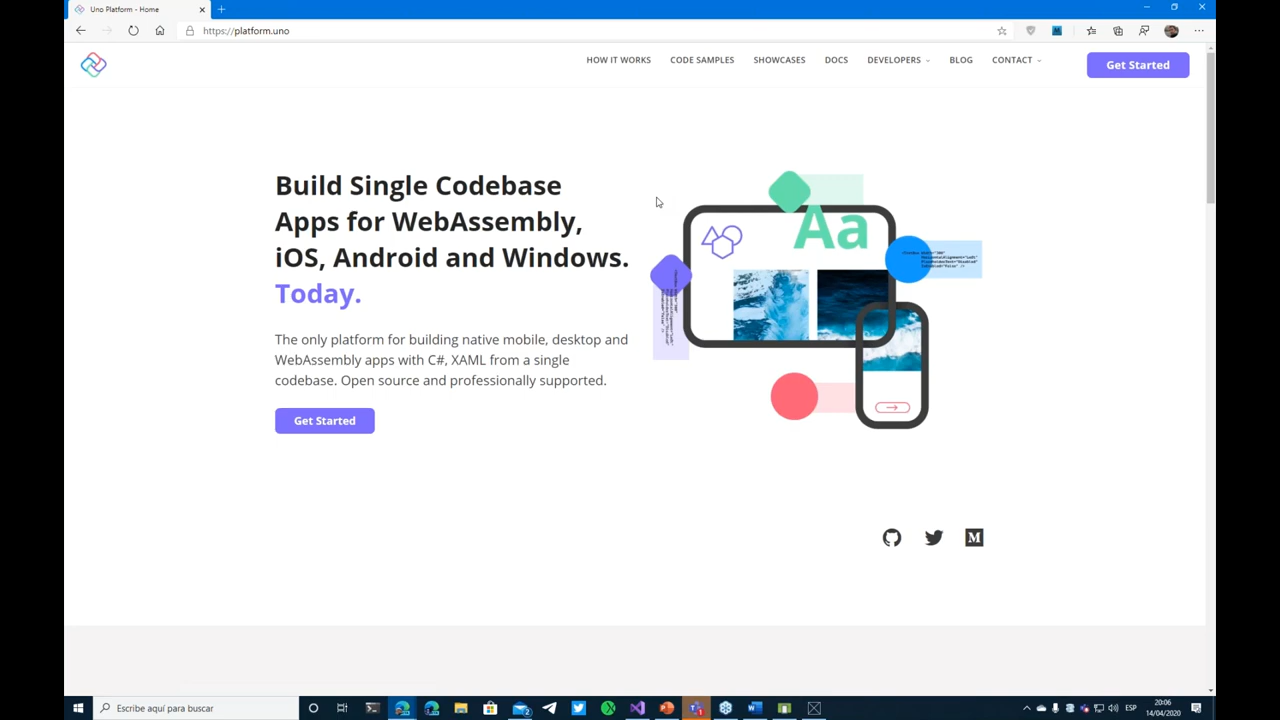 Uno Platform - Home
https://platform.uno
HOW IT WORKS
CODE SAMPLES
SHOWCASES
DOCS
DEVELOPERS
BLOG
CONTACT
Get Started
Build Single Codebase
Apps for WebAssembly,
iOS, Android and Windows.
Today.
The only platform for building native mobile, desktop and
WebAssembly apps with C#, XAML from a single
codebase. Open source and professionally supported.
Get Started
Aa
M
Escribe aquí para buscar
ESP
20:06
14/04/2020